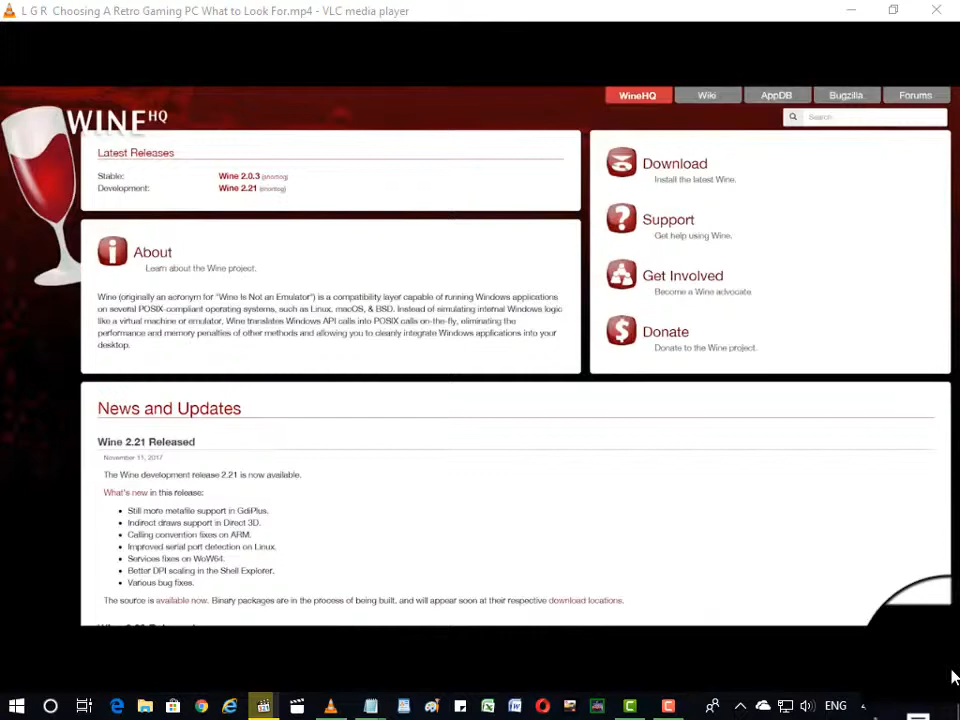 L G R Choosing A Retro Gaming PC What to Look For.mp4 - VLC media player
WineHQ Wiki AppDB Bugzilla Forums
WINE HQ
Search
Latest Releases
Stable: Wine 2.0.3 (shortlog)
Development: Wine 2.21 (shortlog)
Download
Install the latest Wine.
Support
Get help using Wine.
Get Involved
Become a Wine advocate
Donate
Donate to the Wine project.
About
Learn about the Wine project.
Wine (originally an acronym for "Wine Is Not an Emulator") is a compatibility layer capable of running Windows applications
on several POSIX-compliant operating systems, such as Linux, macOS, & BSD. Instead of simulating internal Windows logic
like a virtual machine or emulator, Wine translates Windows API calls into POSIX calls on-the-fly, eliminating the
performance and memory penalties of other methods and allowing you to cleanly integrate Windows applications into your
desktop.
News and Updates
Wine 2.21 Released
November 11, 2017
The Wine development release 2.21 is now available.
What's new in this release:
Still more metafile support in GdiPlus.
Indirect draws support in Direct 3D.
Calling convention fixes on ARM.
Improved serial port detection on Linux.
Services fixes on WoW64.
Better DPI scaling in the Shell Explorer.
Various bug fixes.
The source is available now. Binary packages are in the process of being built, and will appear soon at their respective download locations.
ENG